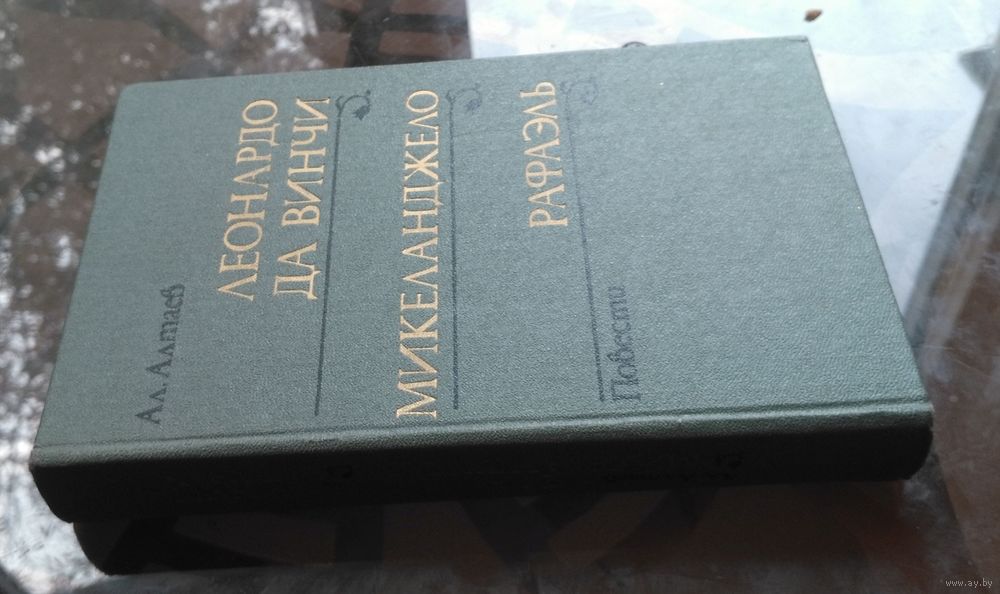 Ал. Алтаев
ЛЕОНАРДО
ДА ВИНЧИ
МИКЕЛАНДЖЕЛО
РАФАЭЛЬ
Повести
www.ay.by